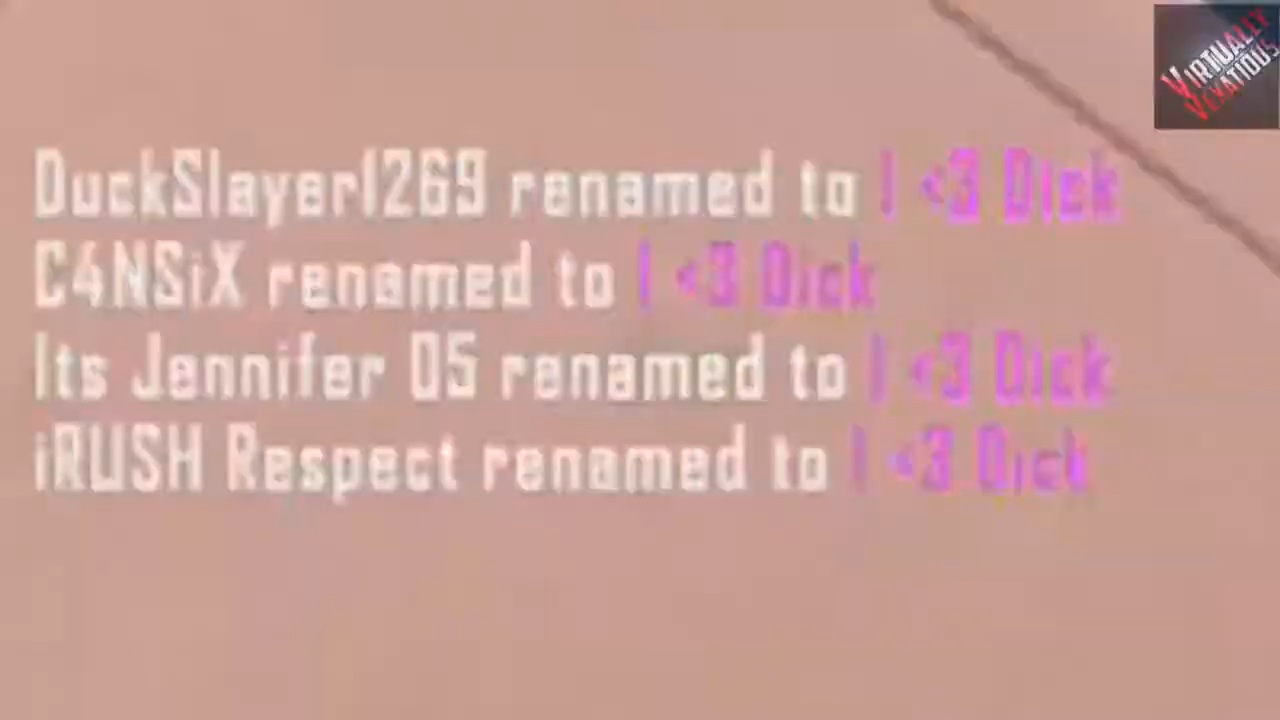 VIRTUALLY
VEXATIOUS
DuckSlayer1269 renamed to I <3 Dick
C4NSiX renamed to I <3 Dick
Its Jennifer 05 renamed to I <3 Dick
iRUSH Respect renamed to I <3 Dick